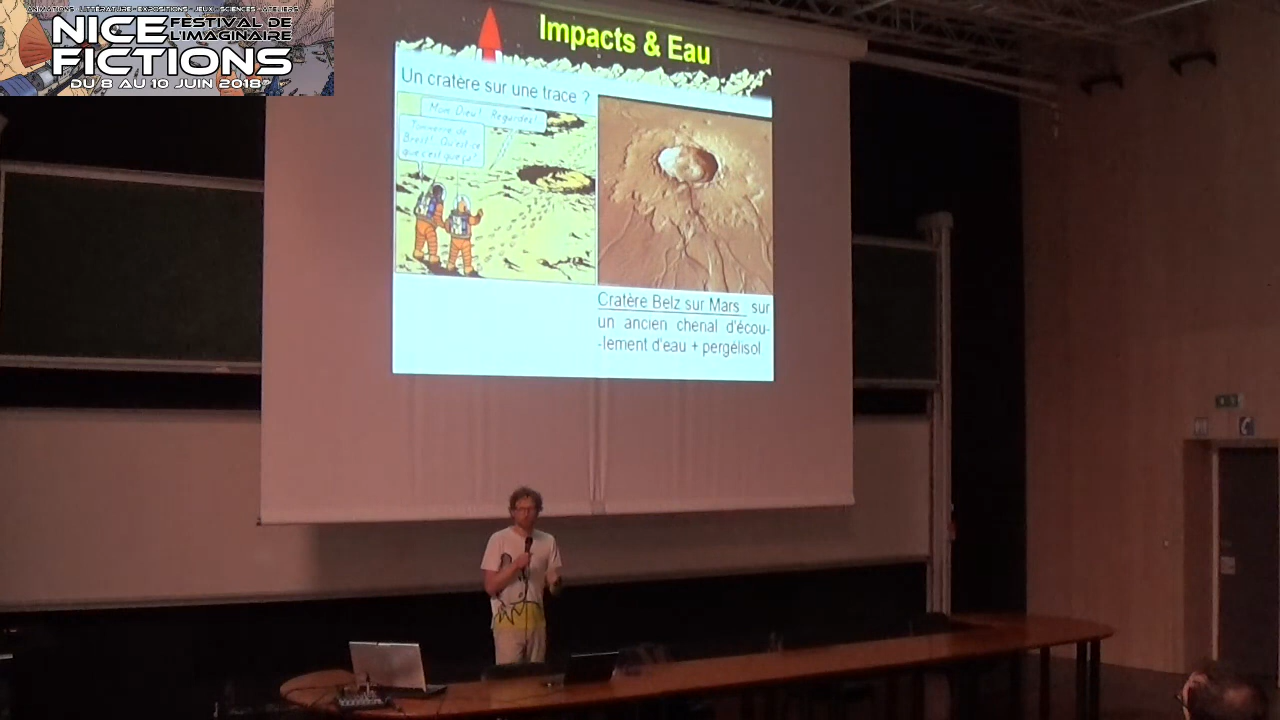 ANIMATIONS - LITTÉRATURE - EXPOSITIONS - JEUX - SCIENCES - ATELIERS
NICE FESTIVAL DE L'IMAGINAIRE
FICTIONS
DU 8 AU 10 JUIN 2018
Impacts & Eau
Un cratère sur une trace ?
Mon Dieu! Regardez!
Tonnerre de
Brest! Qu'est-ce
que c'est que ça?
Cratère Belz sur Mars sur
un ancien chenal d'écou-
-lement d'eau + pergélisol